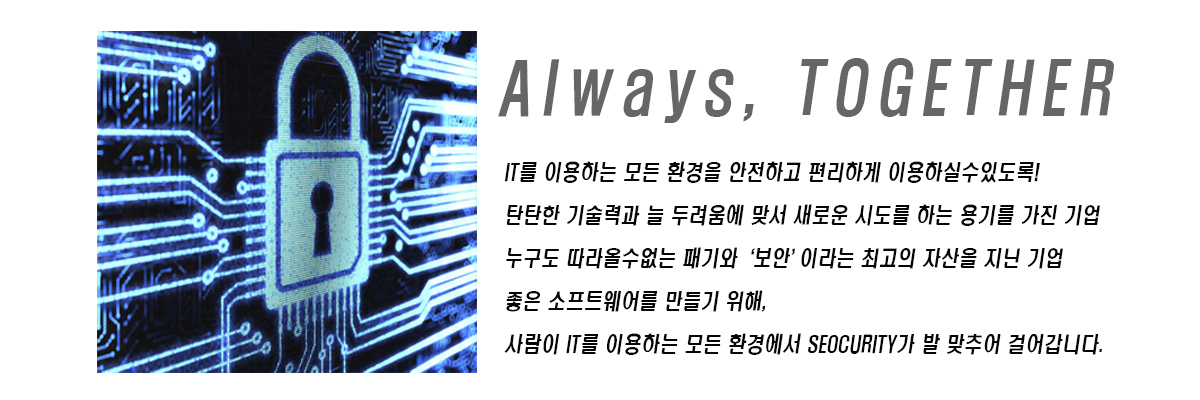 Always, TOGETHER
IT를 이용하는 모든 환경을 안전하고 편리하게 이용하실수있도록!
탄탄한 기술력과 늘 두려움에 맞서 새로운 시도를 하는 용기를 가진 기업
누구도 따라올수없는 패기와 '보안'이라는 최고의 자산을 지닌 기업
좋은 소프트웨어를 만들기 위해,
사람이 IT를 이용하는 모든 환경에서 SEOCURITY가 발 맞추어 걸어갑니다.